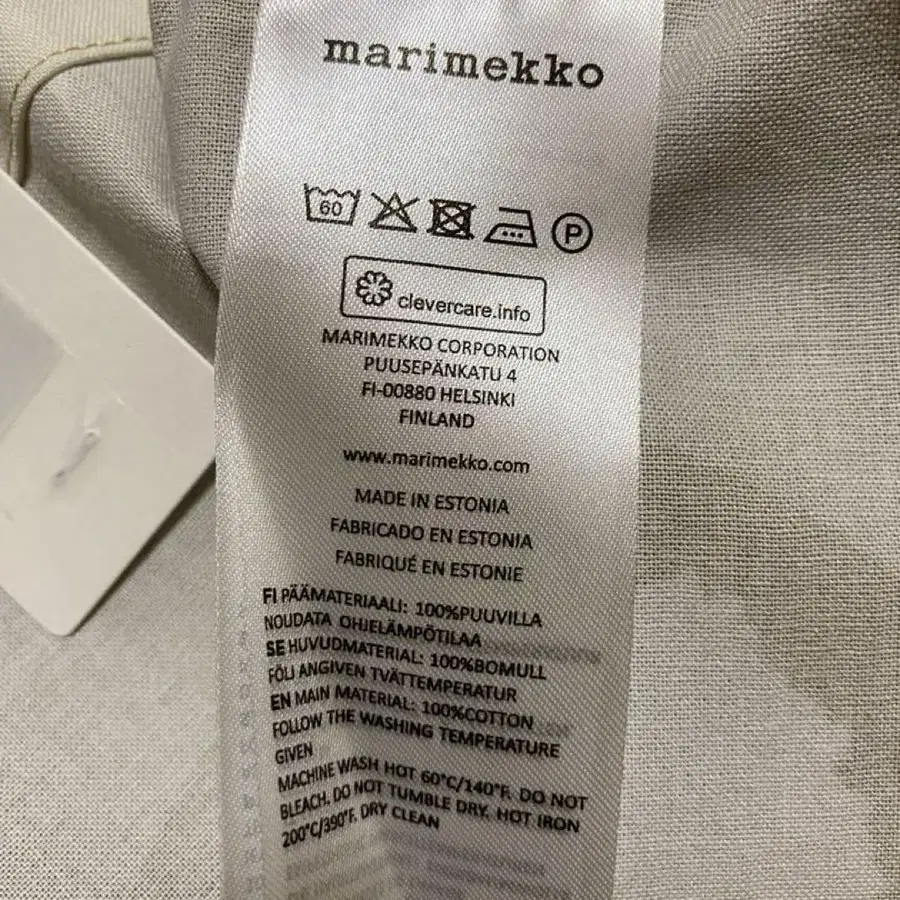 marimekko
60
P
clevercare.info
MARIMEKKO CORPORATION
PUUSEPÄNKATU 4
FI-00880 HELSINKI
FINLAND
www.marimekko.com
MADE IN ESTONIA
FABRICADO EN ESTONIA
FABRIQUÉ EN ESTONIE
FI PÄÄMATERIAALI: 100%PUUVILLA
NOUDATA OHJELÄMPÖTILAA
SE HUVUDMATERIAL: 100%BOMULL
FÖLJ ANGIVEN TVÄTTEMPERATUR
EN MAIN MATERIAL: 100%COTTON
FOLLOW THE WASHING TEMPERATURE
GIVEN
MACHINE WASH HOT 60°C/140°F. DO NOT
BLEACH. DO NOT TUMBLE DRY. HOT IRON
200°C/390°F. DRY CLEAN